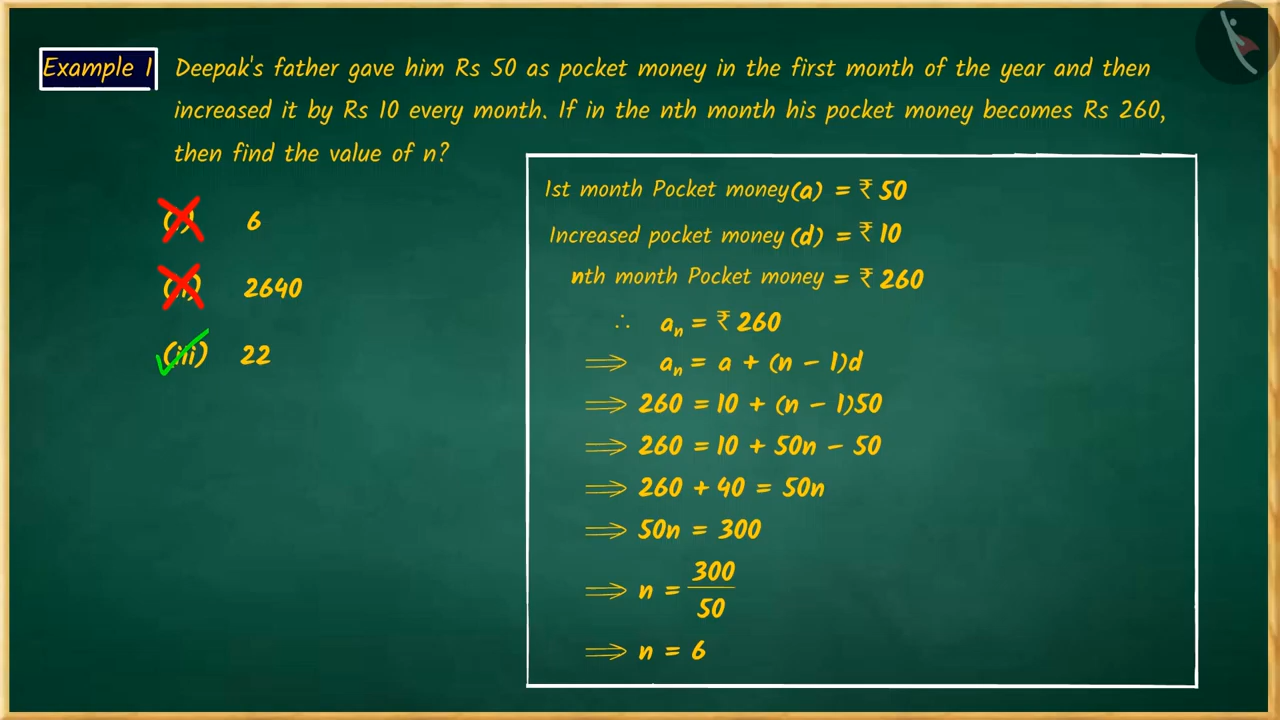 Example 1
Deepak's father gave him Rs 50 as pocket money in the first month of the year and then
increased it by Rs 10 every month. If in the nth month his pocket money becomes Rs 260,
then find the value of n?
(i) 6
(ii) 2640
(iii) 22
1st month Pocket money(a) = ₹ 50
Increased pocket money (d) = ₹ 10
nth month Pocket money = ₹ 260
∴ aₙ = ₹ 260
⟹ aₙ = a + (n – 1)d
⟹ 260 = 10 + (n – 1)50
⟹ 260 = 10 + 50n – 50
⟹ 260 + 40 = 50n
⟹ 50n = 300
⟹ n = 300/50
⟹ n = 6